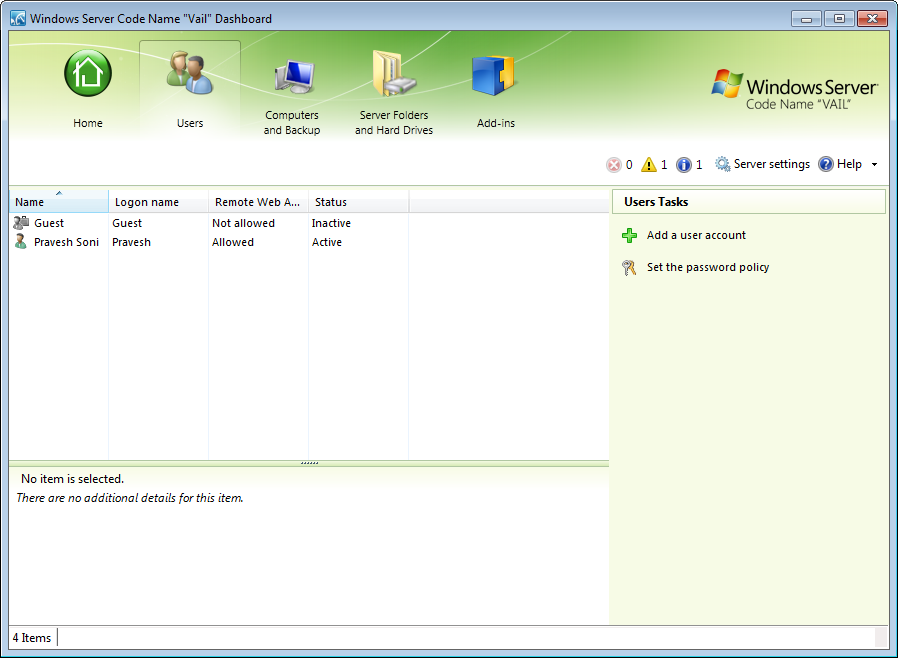 Windows Server Code Name "Vail" Dashboard
Home
Users
Computers
and Backup
Server Folders
and Hard Drives
Add-ins
Windows Server
Code Name "VAIL"
0 1 1 Server settings Help
Name Logon name Remote Web A... Status
Guest Guest Not allowed Inactive
Pravesh Soni Pravesh Allowed Active
Users Tasks
Add a user account
Set the password policy
No item is selected.
There are no additional details for this item.
4 Items